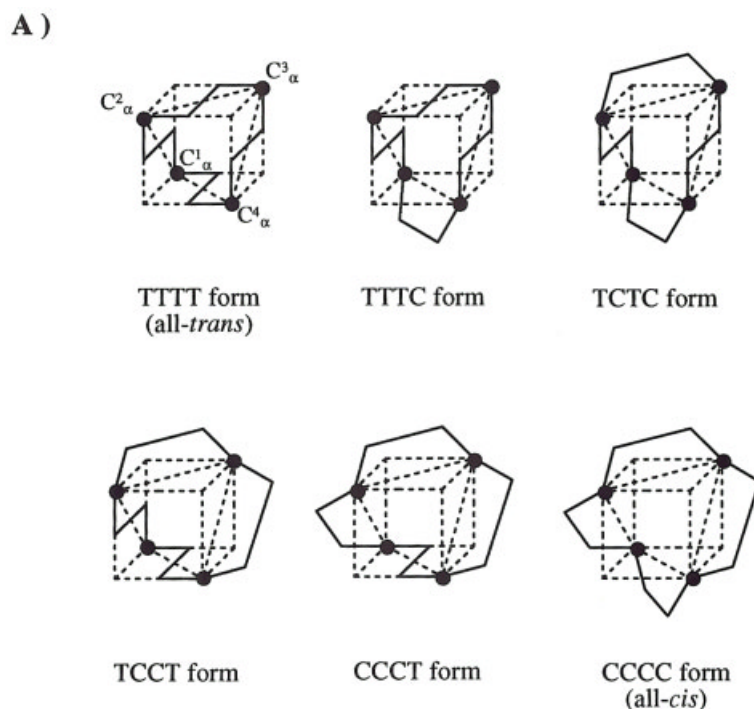 A )
C³α
C²α
C¹α
C⁴α
TTTT form
(all-trans)
TTTC form
TCTC form
TCCT form
CCCT form
CCCC form
(all-cis)